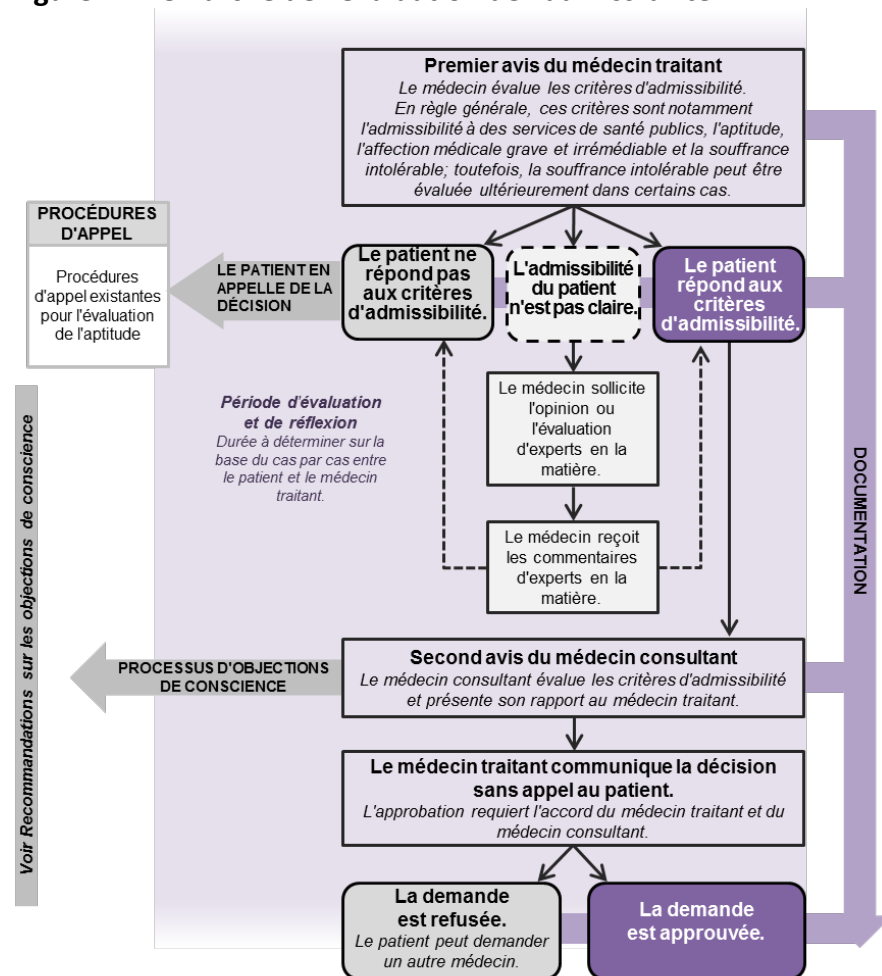 Premier avis du médecin traitant
Le médecin évalue les critères d'admissibilité.
En règle générale, ces critères sont notamment
l'admissibilité à des services de santé publics, l'aptitude,
l'affection médicale grave et irrémédiable et la souffrance
intolérable; toutefois, la souffrance intolérable peut être
évaluée ultérieurement dans certains cas.
PROCÉDURES
D'APPEL
Procédures
d'appel existantes
pour l'évaluation
de l'aptitude
LE PATIENT EN
APPELLE DE LA
DÉCISION
Le patient ne
répond pas
aux critères
d'admissibilité.
L'admissibilité
du patient
n'est pas claire.
Le patient
répond aux
critères
d'admissibilité.
Période d'évaluation
et de réflexion
Durée à déterminer sur la
base du cas par cas entre
le patient et le médecin
traitant.
Le médecin sollicite
l'opinion ou
l'évaluation
d'experts en la
matière.
Le médecin reçoit
les commentaires
d'experts en la
matière.
DOCUMENTATION
Voir Recommandations sur les objections de conscience
PROCESSUS D'OBJECTIONS
DE CONSCIENCE
Second avis du médecin consultant
Le médecin consultant évalue les critères d'admissibilité
et présente son rapport au médecin traitant.
Le médecin traitant communique la décision
sans appel au patient.
L'approbation requiert l'accord du médecin traitant et du
médecin consultant.
La demande
est refusée.
Le patient peut demander
un autre médecin.
La demande
est approuvée.